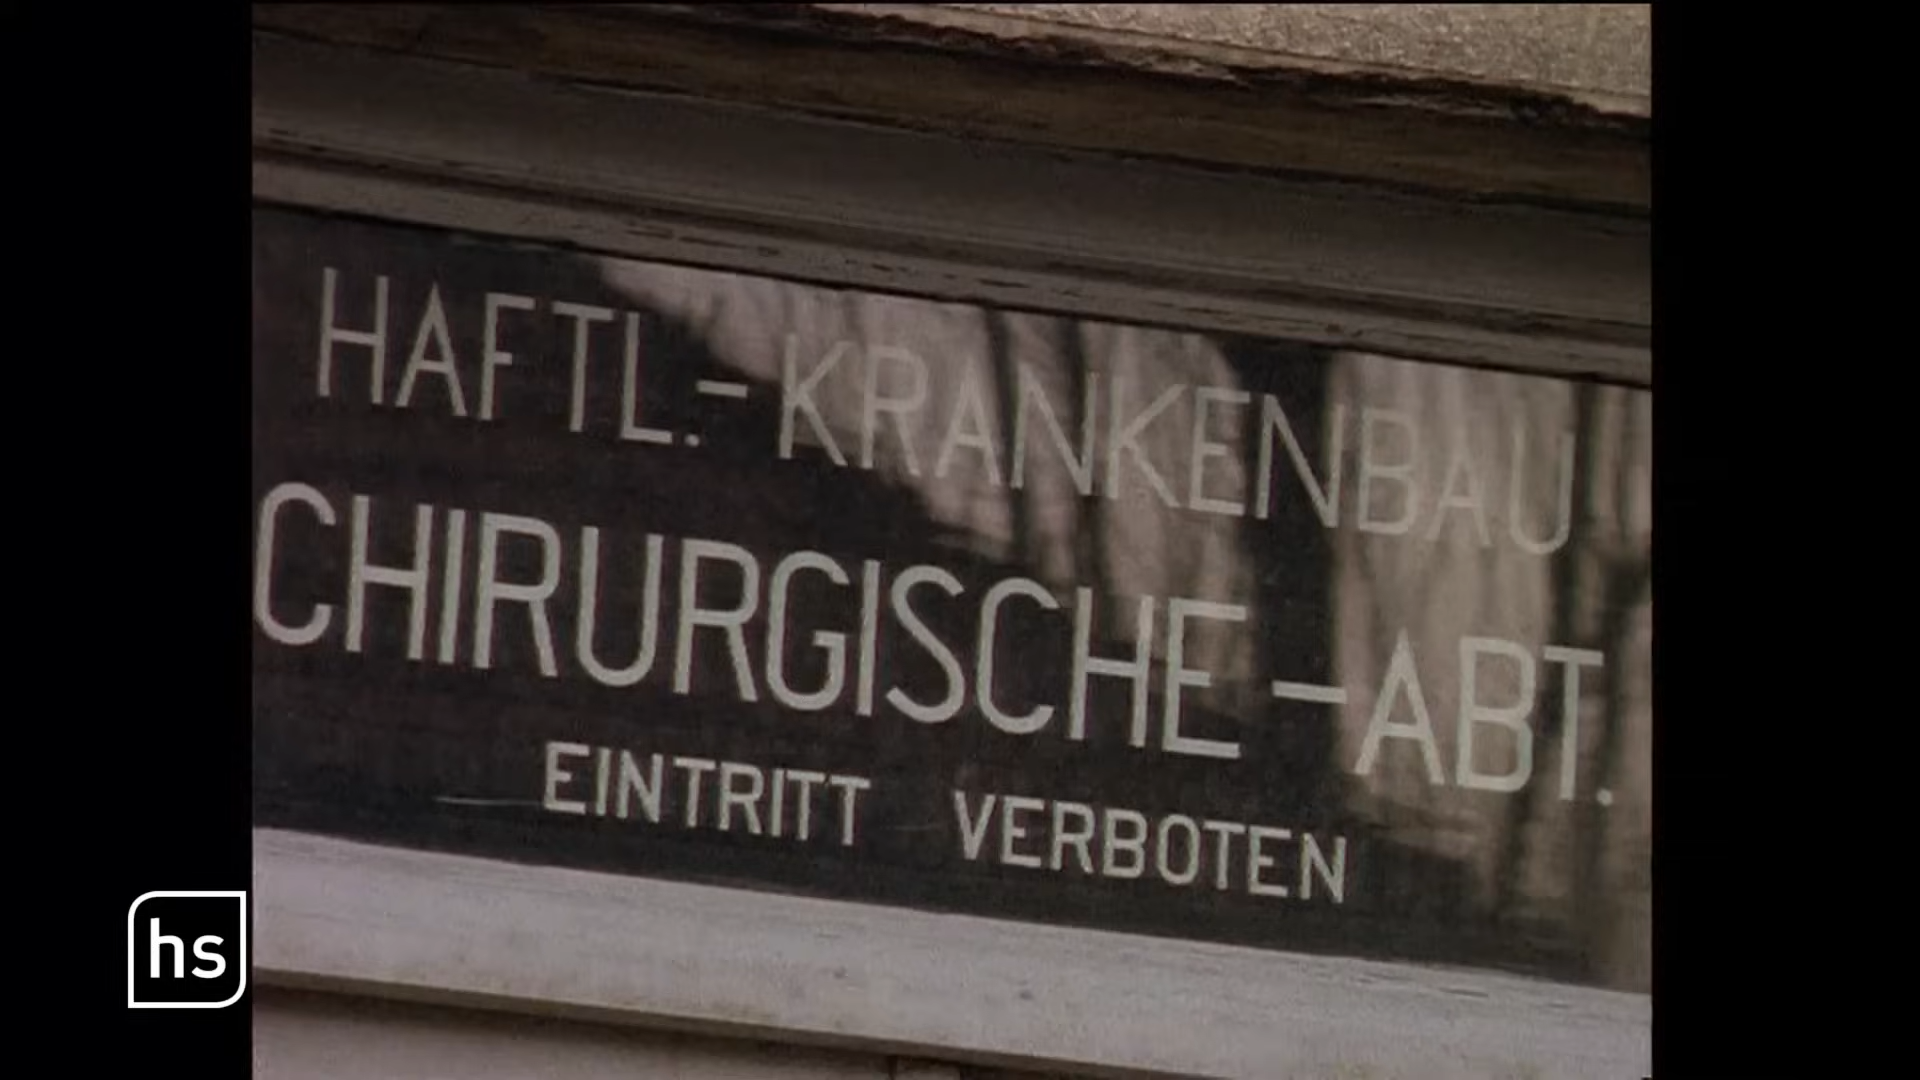 HAFTL.-KRANKENBAU
CHIRURGISCHE-ABT.
EINTRITT VERBOTEN
hs